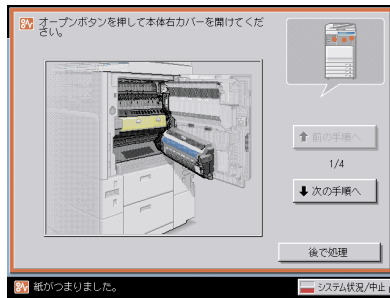 オープンボタンを押して本体右カバーを開けてくだ
さい。
前の手順へ
1/4
次の手順へ
後で処理
紙がつまりました。
システム状況/中止